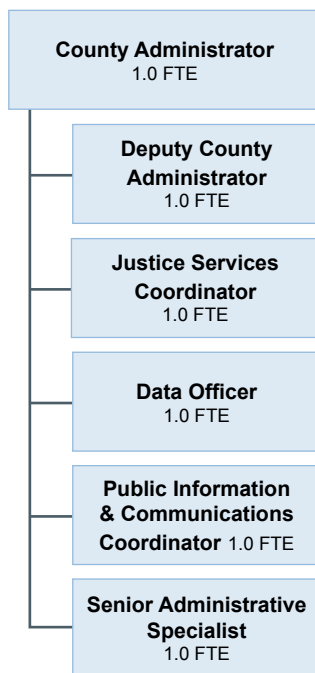 County Administrator
1.0 FTE
Deputy County
Administrator
1.0 FTE
Justice Services
Coordinator
1.0 FTE
Data Officer
1.0 FTE
Public Information
& Communications
Coordinator 1.0 FTE
Senior Administrative
Specialist
1.0 FTE